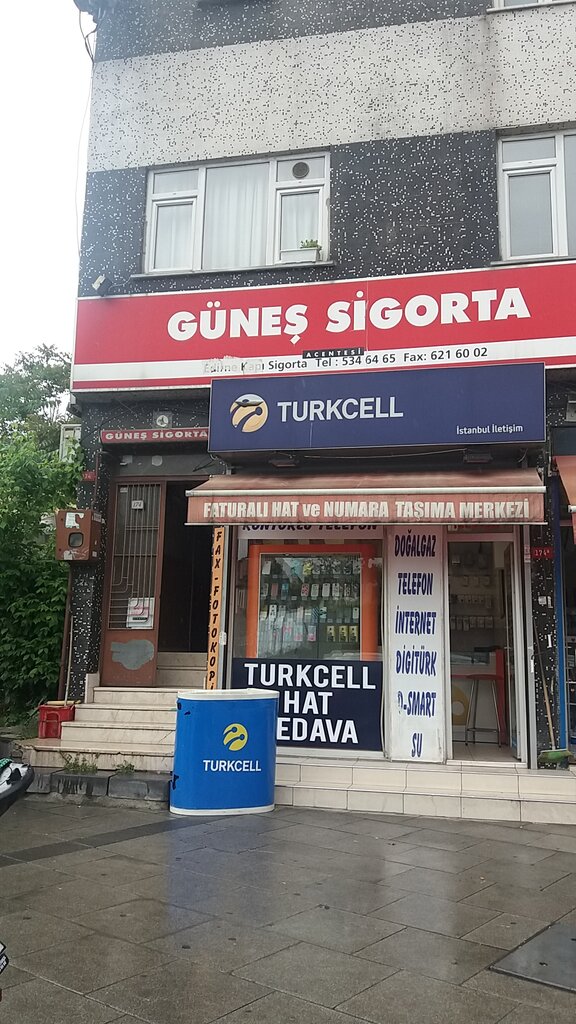 GÜNEŞ SİGORTA
ACENTESİ
Edirne Kapı Sigorta Tel : 534 64 65 Fax: 621 60 02
TURKCELL
İstanbul İletişim
GÜNEŞ SİGORTA
FATURALI HAT ve NUMARA TAŞIMA MERKEZİ
KONTÖRLÜ TELEFON
FAX - FOTOKOPİ
DOĞALGAZ
TELEFON
İNTERNET
DİGİTÜRK
D-SMART
SU
TURKCELL
HAT
EDAVA
TURKCELL